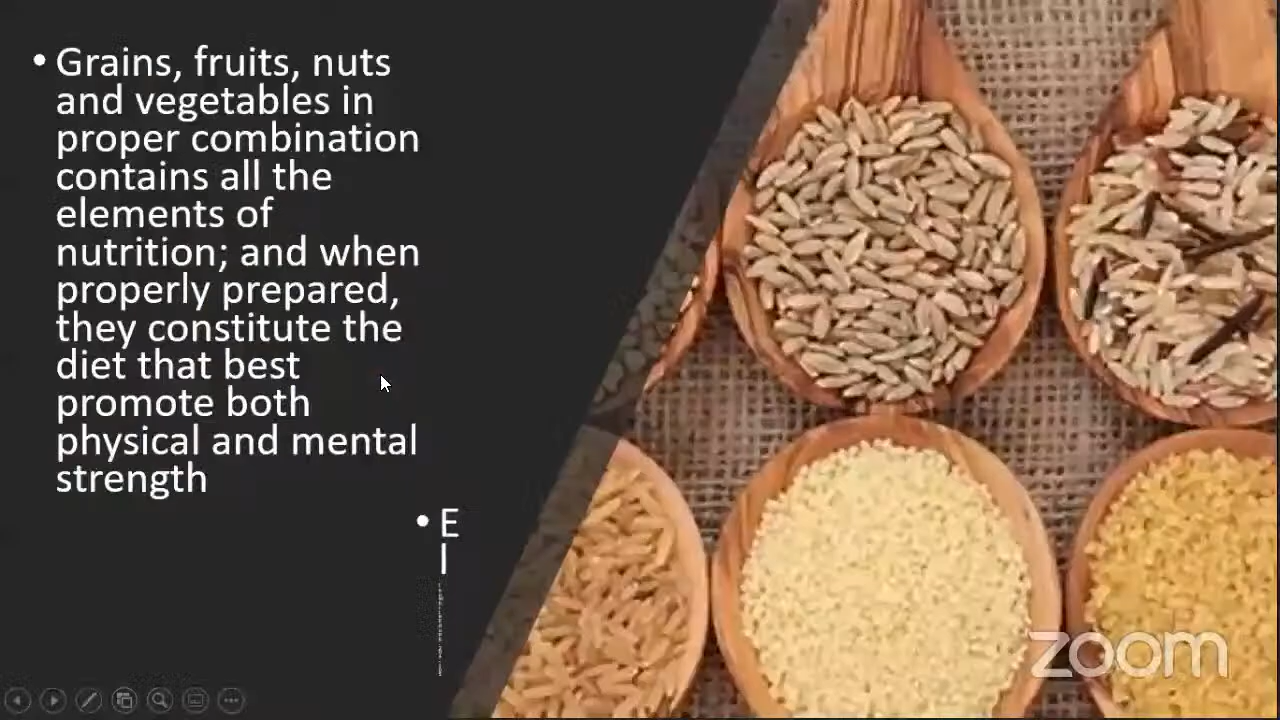 • Grains, fruits, nuts
and vegetables in
proper combination
contains all the
elements of
nutrition; and when
properly prepared,
they constitute the
diet that best
promote both
physical and mental
strength
• E
l
zoom